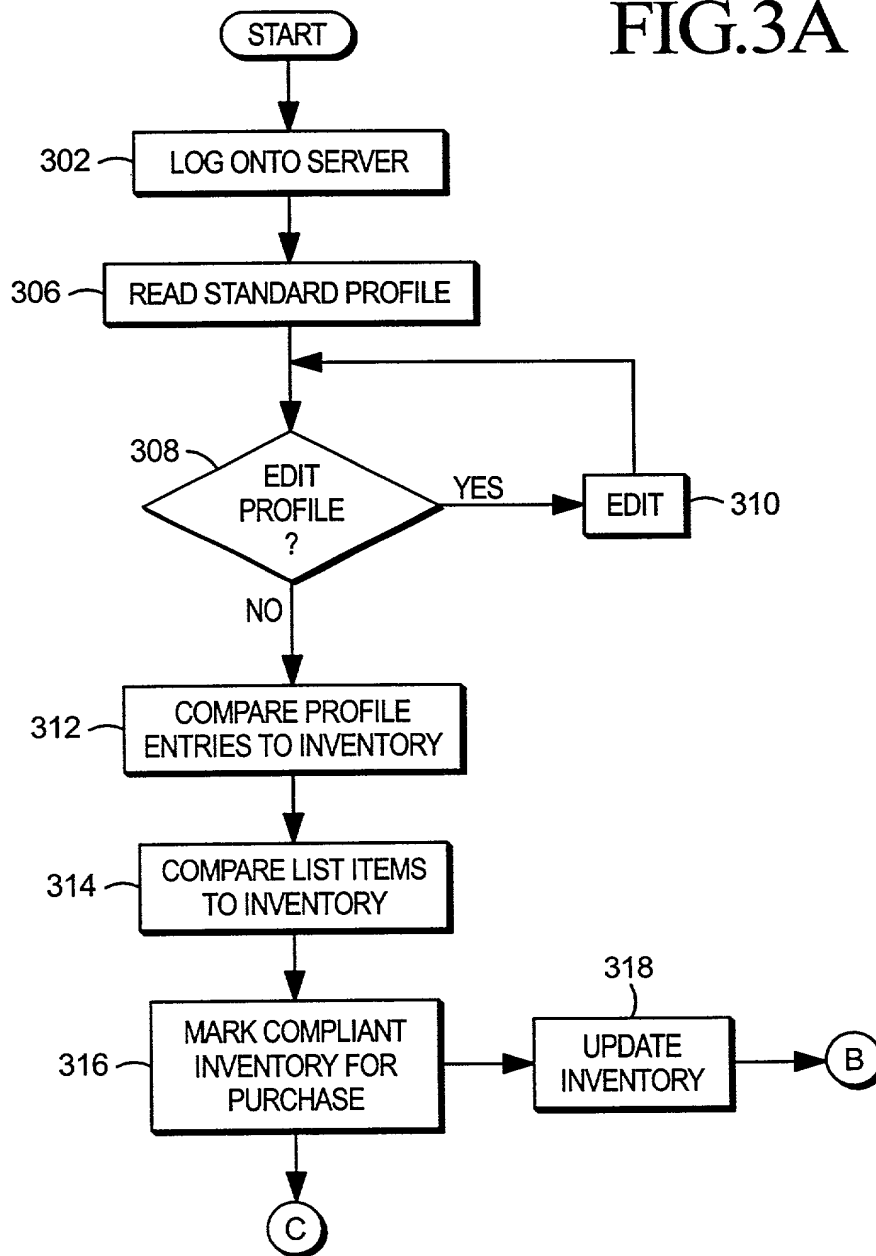 FIG.3A
START
302
LOG ONTO SERVER
306
READ STANDARD PROFILE
308
EDIT
PROFILE
?
YES
EDIT
310
NO
312
COMPARE PROFILE
ENTRIES TO INVENTORY
314
COMPARE LIST ITEMS
TO INVENTORY
316
MARK COMPLIANT
INVENTORY FOR
PURCHASE
318
UPDATE
INVENTORY
B
C